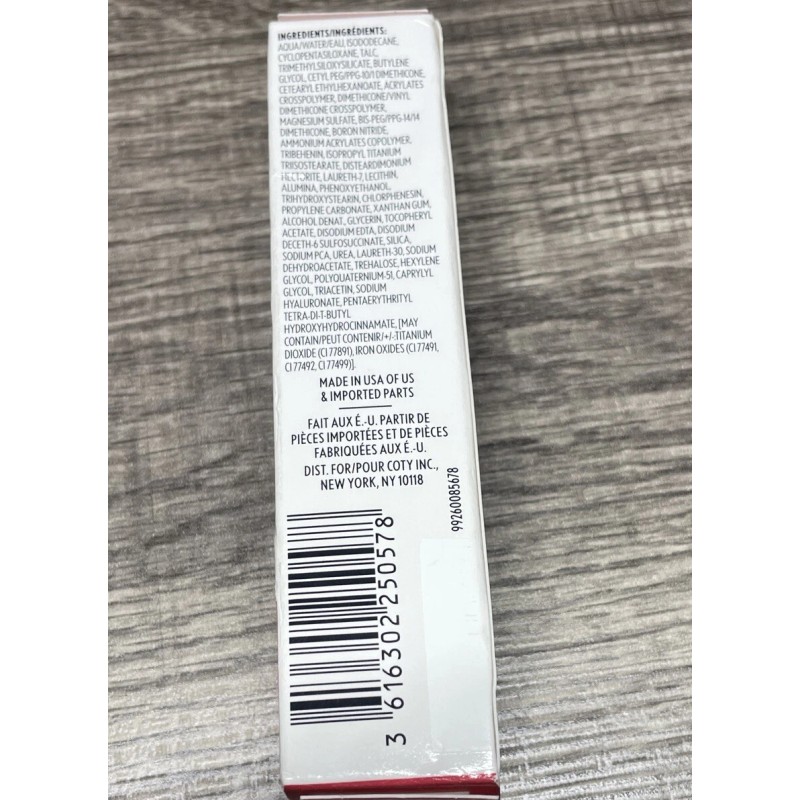 INGREDIENTS/INGRÉDIENTS:
AQUA/WATER/EAU, ISODODECANE,
CYCLOPENTASILOXANE, TALC,
TRIMETHYLSILOXYSILICATE, BUTYLENE
GLYCOL, CETYL PEG/PPG-10/1 DIMETHICONE,
CETEARYL ETHYLHEXANOATE, ACRYLATES
CROSSPOLYMER, DIMETHICONE/VINYL
DIMETHICONE CROSSPOLYMER,
MAGNESIUM SULFATE, BIS-PEG/PPG-14/14
DIMETHICONE, BORON NITRIDE,
AMMONIUM ACRYLATES COPOLYMER,
TRIBEHENIN, ISOPROPYL TITANIUM
TRIISOSTEARATE, DISTEARDIMONIUM
HECTORITE, LAURETH-7, LECITHIN,
ALUMINA, PHENOXYETHANOL,
TRIHYDROXYSTEARIN, CHLORPHENESIN,
PROPYLENE CARBONATE, XANTHAN GUM,
ALCOHOL DENAT., GLYCERIN, TOCOPHERYL
ACETATE, DISODIUM EDTA, DISODIUM
DECETH-6 SULFOSUCCINATE, SILICA,
SODIUM PCA, UREA, LAURETH-30, SODIUM
DEHYDROACETATE, TREHALOSE, HEXYLENE
GLYCOL, POLYQUATERNIUM-51, CAPRYLYL
GLYCOL, TRIACETIN, SODIUM
HYALURONATE, PENTAERYTHRITYL
TETRA-DI-T-BUTYL
HYDROXYHYDROCINNAMATE, [MAY
CONTAIN/PEUT CONTENIR/+/-:TITANIUM
DIOXIDE (CI 77891), IRON OXIDES (CI 77491,
CI 77492, CI 77499)].
MADE IN USA OF US
& IMPORTED PARTS
FAIT AUX É.-U. PARTIR DE
PIÈCES IMPORTÉES ET DE PIÈCES
FABRIQUÉES AUX É.-U.
DIST. FOR/POUR COTY INC.,
NEW YORK, NY 10118
99260085678
3 616302 250578